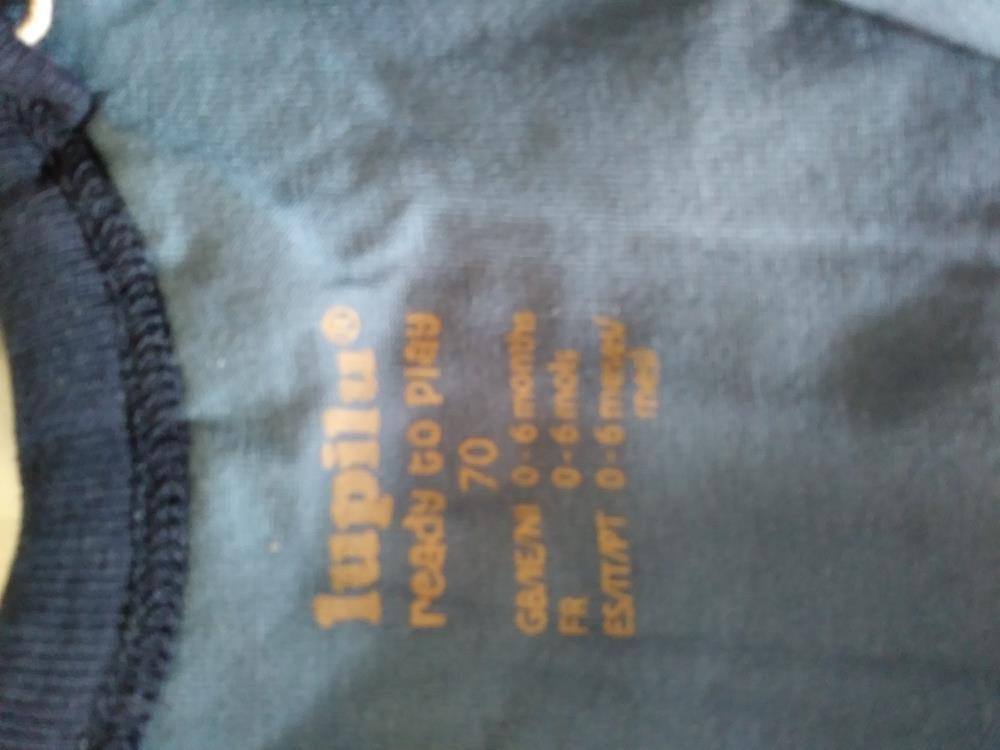 lupilu®
ready to play
70
GB/IE/NI 0-6 months
FR 0-6 mois
ES/IT/PT 0-6 meses/
mesi